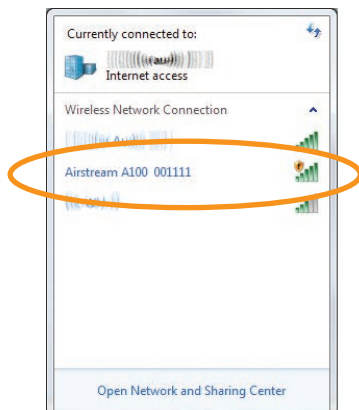 Currently connected to:
Internet access
Wireless Network Connection
Airstream A100 001111
Open Network and Sharing Center